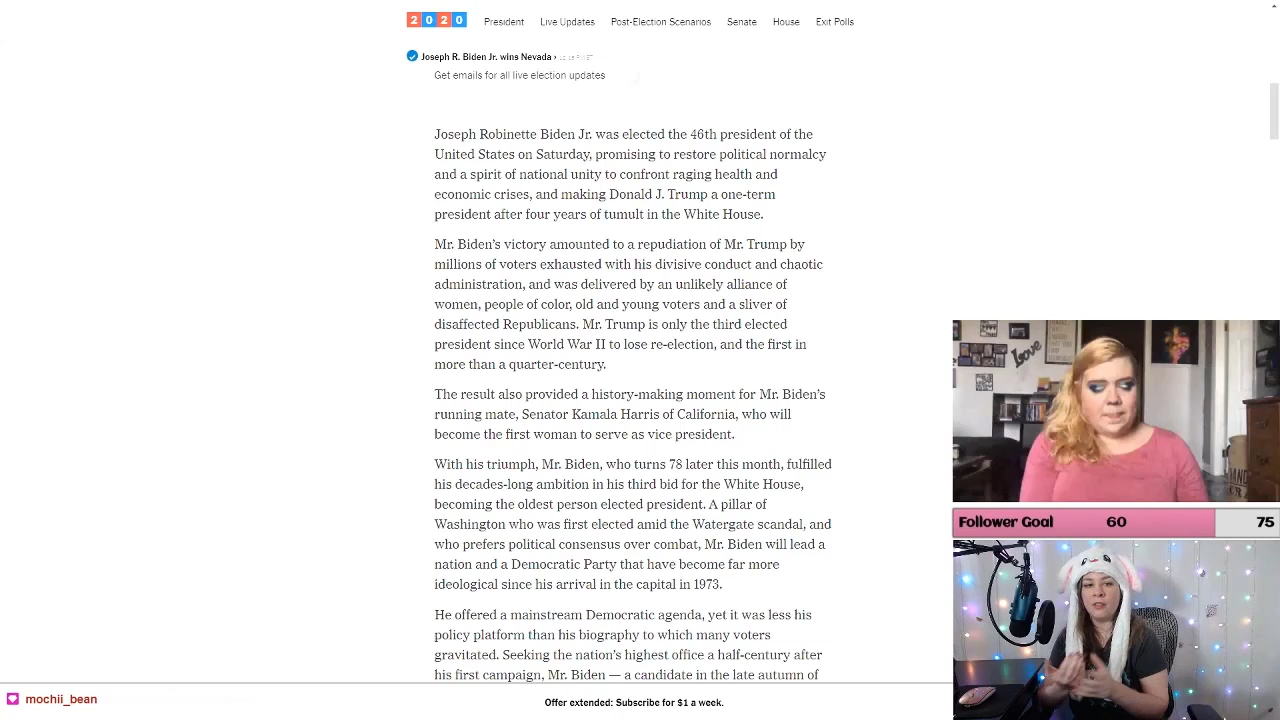 2020 President Live Updates Post-Election Scenarios Senate House Exit Polls
Joseph R. Biden Jr. wins Nevada ›
Get emails for all live election updates
Joseph Robinette Biden Jr. was elected the 46th president of the
United States on Saturday, promising to restore political normalcy
and a spirit of national unity to confront raging health and
economic crises, and making Donald J. Trump a one-term
president after four years of tumult in the White House.
Mr. Biden’s victory amounted to a repudiation of Mr. Trump by
millions of voters exhausted with his divisive conduct and chaotic
administration, and was delivered by an unlikely alliance of
women, people of color, old and young voters and a sliver of
disaffected Republicans. Mr. Trump is only the third elected
president since World War II to lose re-election, and the first in
more than a quarter-century.
The result also provided a history-making moment for Mr. Biden’s
running mate, Senator Kamala Harris of California, who will
become the first woman to serve as vice president.
With his triumph, Mr. Biden, who turns 78 later this month, fulfilled
his decades-long ambition in his third bid for the White House,
becoming the oldest person elected president. A pillar of
Washington who was first elected amid the Watergate scandal, and
who prefers political consensus over combat, Mr. Biden will lead a
nation and a Democratic Party that have become far more
ideological since his arrival in the capital in 1973.
He offered a mainstream Democratic agenda, yet it was less his
policy platform than his biography to which many voters
gravitated. Seeking the nation’s highest office a half-century after
his first campaign, Mr. Biden — a candidate in the late autumn of
Love
Follower Goal 60 75
mochii_bean
Offer extended: Subscribe for $1 a week.